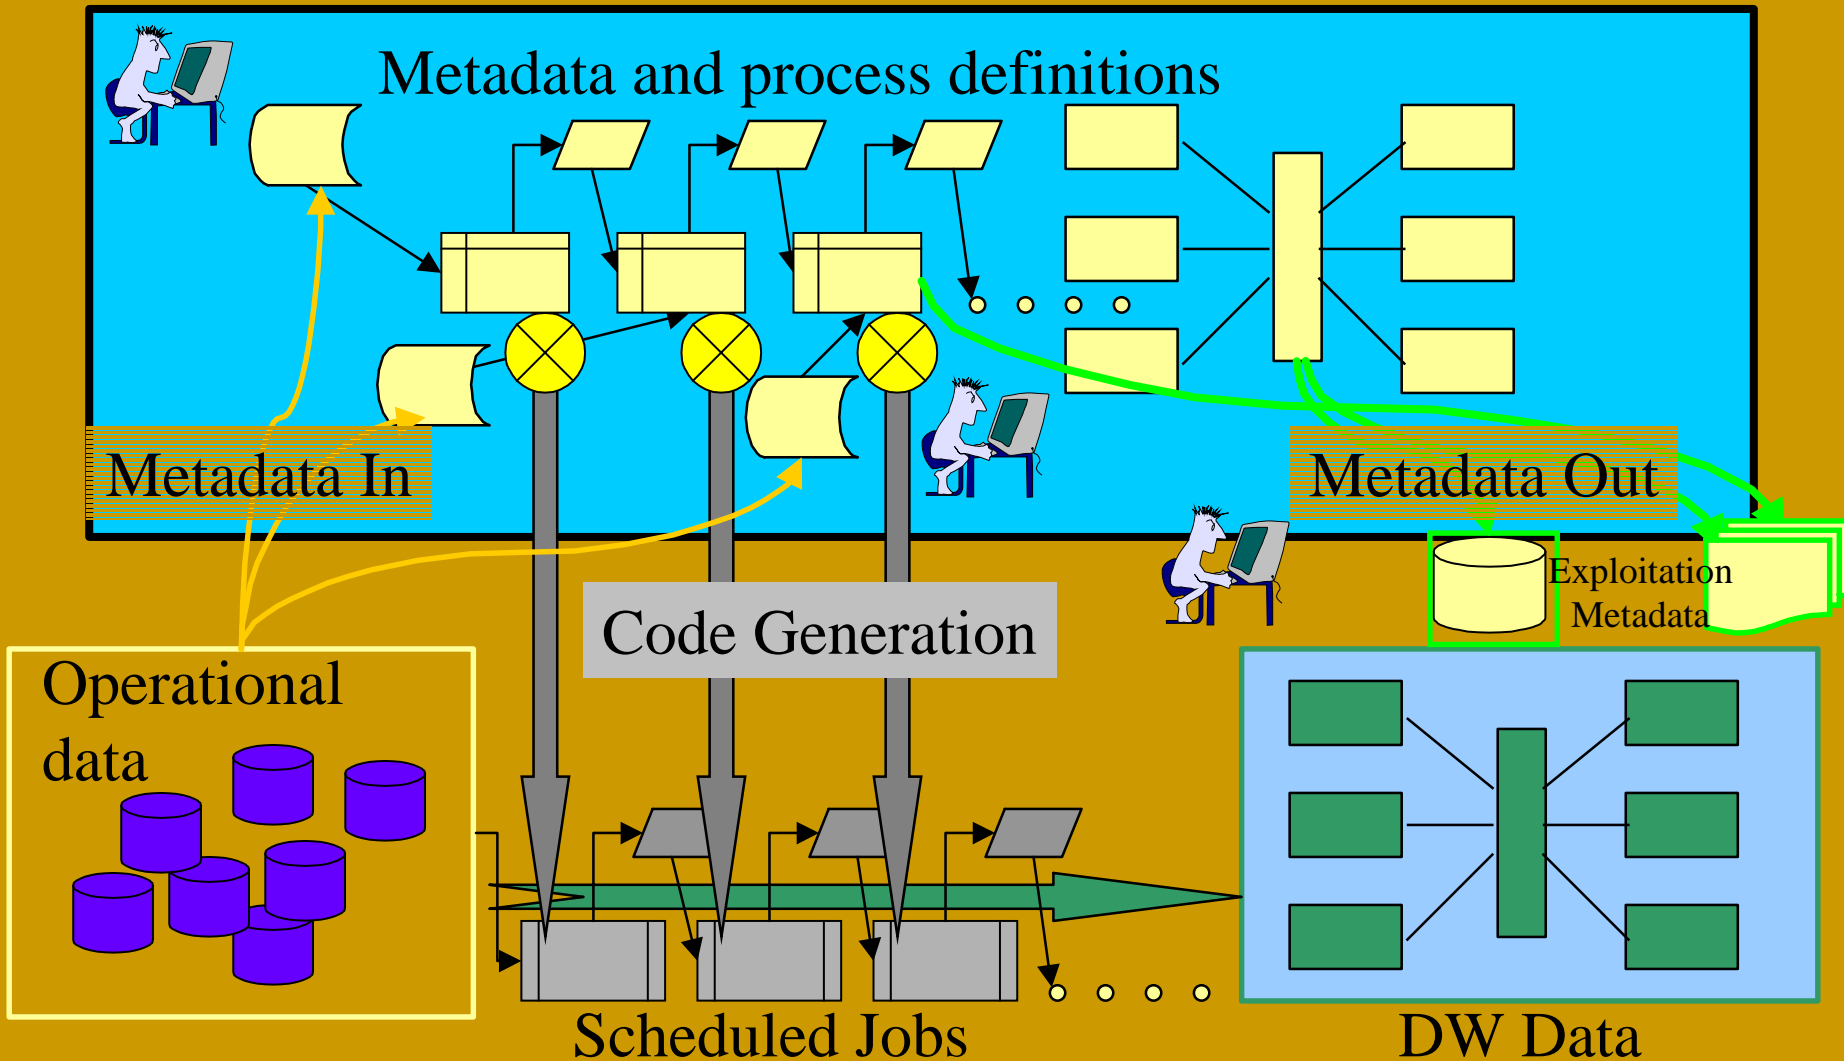 Metadata and process definitions
Metadata In
Metadata Out
Exploitation
Metadata
Code Generation
Operational
data
Scheduled Jobs
DW Data